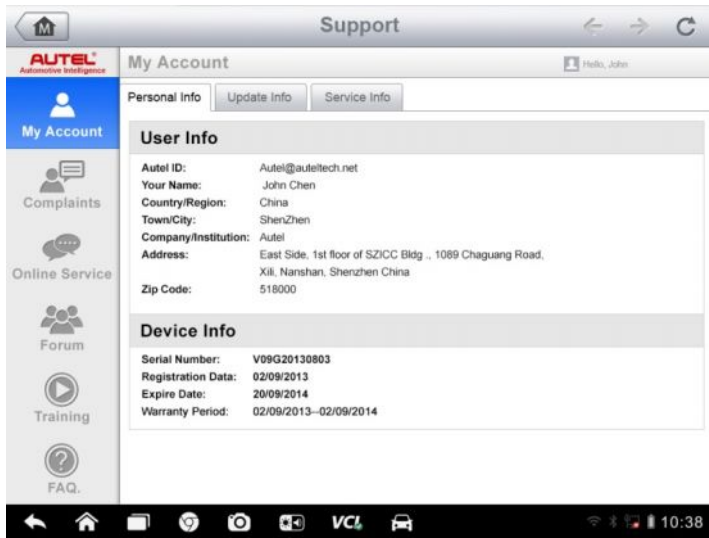 Support
AUTEL
Automotive Intelligence
My Account
Hello, John
Personal Info
Update Info
Service Info
My Account
Complaints
Online Service
Forum
Training
FAQ.
User Info
Autel ID: Autel@auteltech.net
Your Name: John Chen
Country/Region: China
Town/City: ShenZhen
Company/Institution: Autel
Address: East Side, 1st floor of SZICC Bldg ., 1089 Chaguang Road,
Xili, Nanshan, Shenzhen China
Zip Code: 518000
Device Info
Serial Number: V09G20130803
Registration Data: 02/09/2013
Expire Date: 20/09/2014
Warranty Period: 02/09/2013--02/09/2014
VCI
10:38